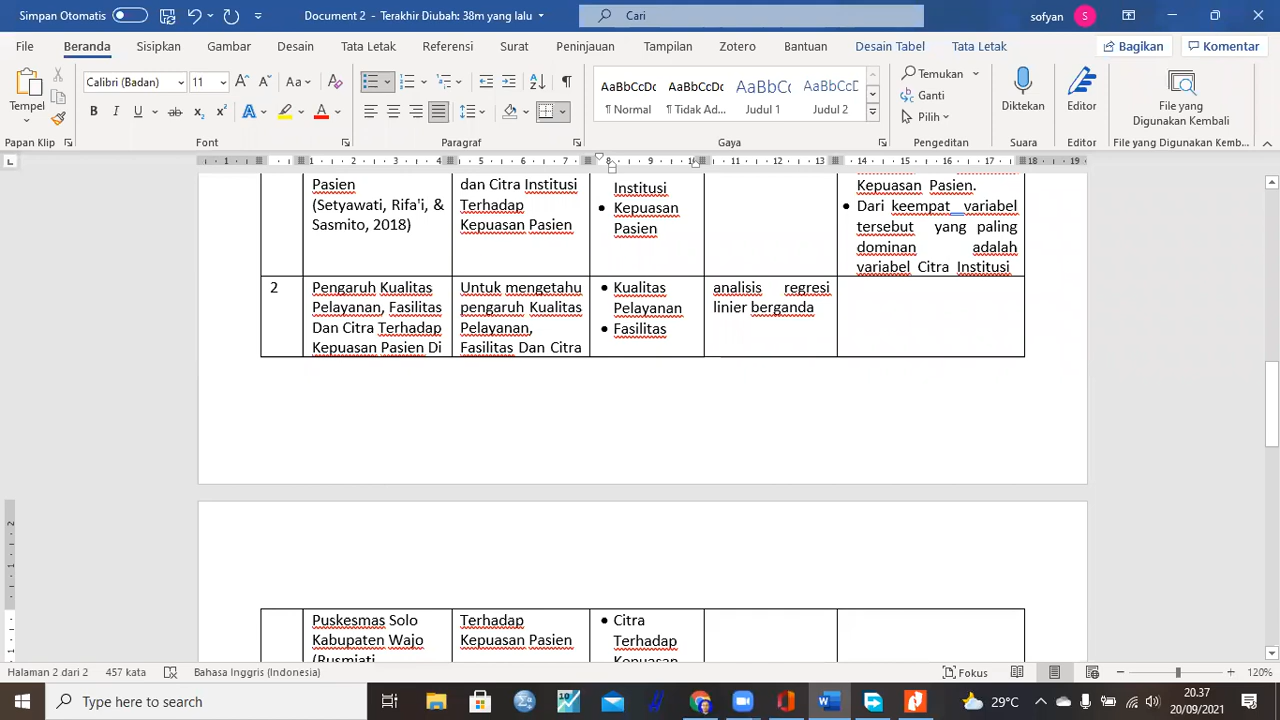 Simpan Otomatis Document 2 - Terakhir Diubah: 38m yang lalu Cari sofyan S
File Beranda Sisipkan Gambar Desain Tata Letak Referensi Surat Peninjauan Tampilan Zotero Bantuan Desain Tabel Tata Letak Bagikan Komentar
Calibri (Badan) 11
AaBbCcDc AaBbCcDc AaBbCcD AaBbCcD
¶ Normal ¶ Tidak Ad... Judul 1 Judul 2
Tempel
Temukan
Ganti
Pilih
Diktekan
Editor
File yang Digunakan Kembali
Papan Klip Font Paragraf Gaya Pengeditan Suara Editor File yang Digunakan Kembali
Pasien
(Setyawati, Rifa'i, &
Sasmito, 2018)
dan Citra Institusi
Terhadap
Kepuasan Pasien
Institusi
• Kepuasan
Pasien
Kepuasan Pasien.
• Dari keempat variabel
tersebut yang paling
dominan adalah
variabel Citra Institusi
2
Pengaruh Kualitas
Pelayanan, Fasilitas
Dan Citra Terhadap
Kepuasan Pasien Di
Untuk mengetahu
pengaruh Kualitas
Pelayanan,
Fasilitas Dan Citra
• Kualitas
Pelayanan
• Fasilitas
analisis regresi
linier berganda
Puskesmas Solo
Kabupaten Wajo
(Rusmiati
Terhadap
Kepuasan Pasien
• Citra
Terhadap
Kepuasan
Halaman 2 dari 2 457 kata Bahasa Inggris (Indonesia) Fokus 120%
Type here to search 29°C 20.37
20/09/2021